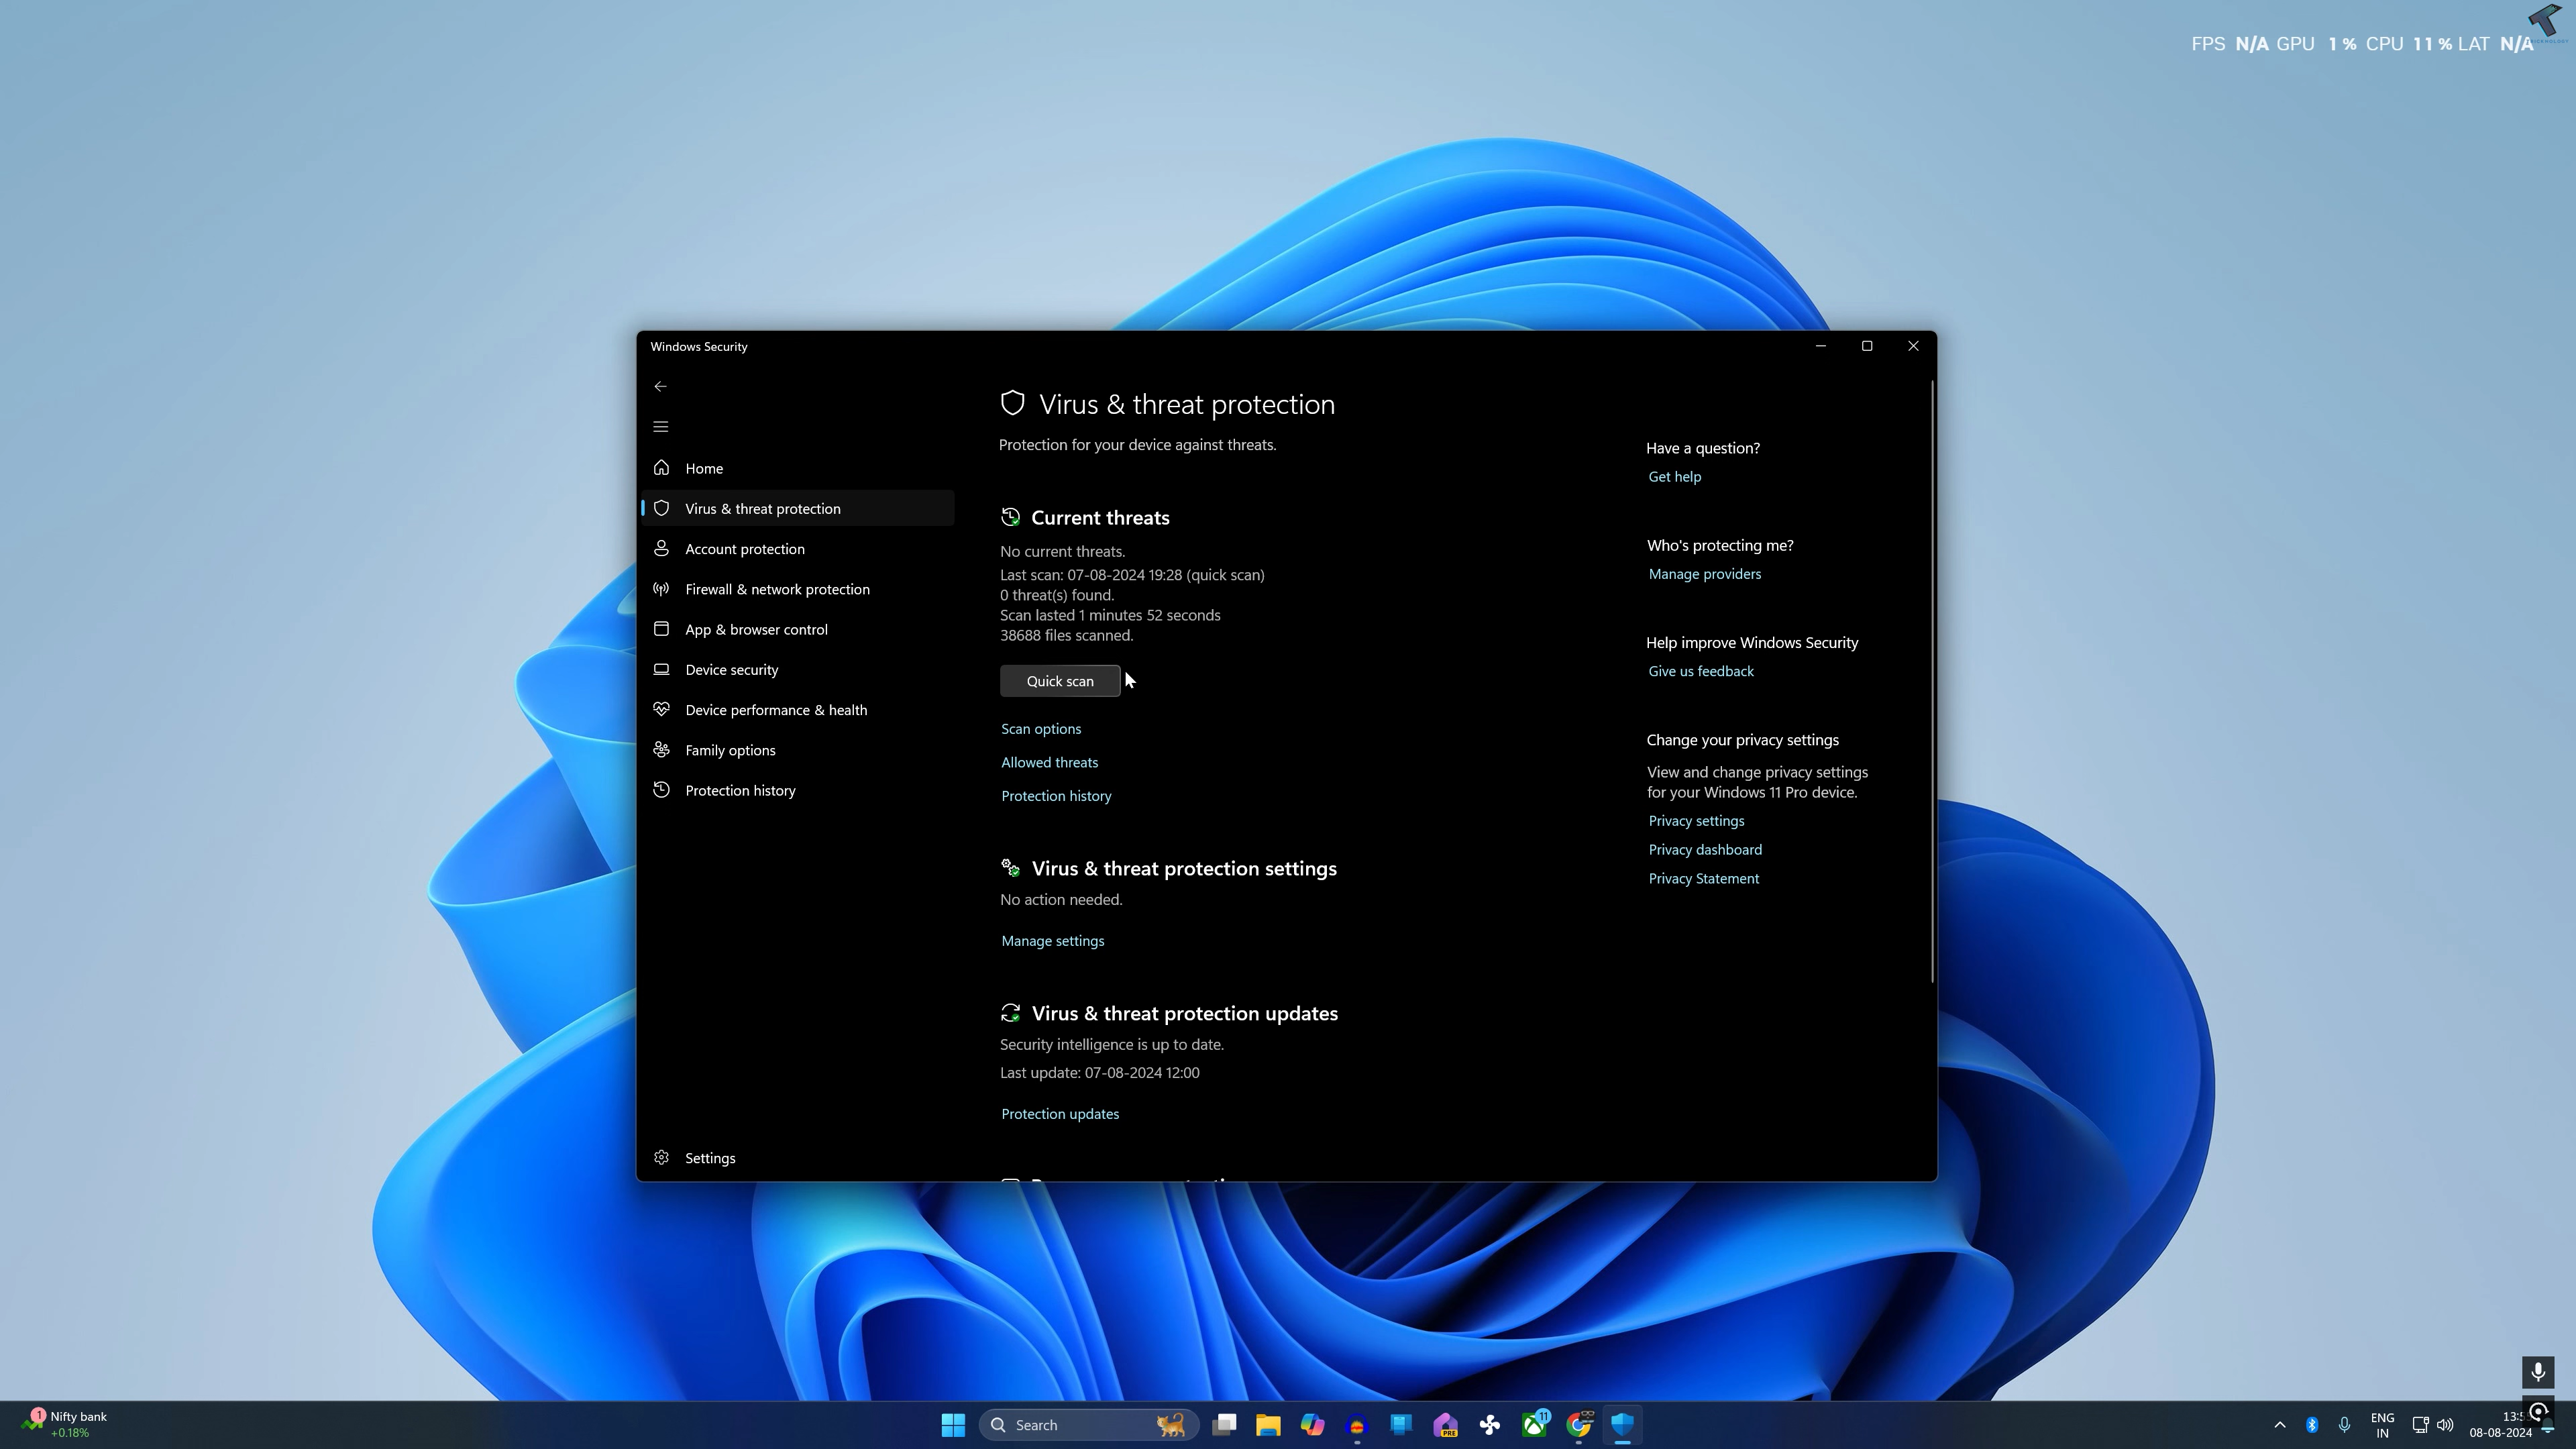 FPS N/A GPU 1 % CPU 11 % LAT N/A
Windows Security
Home
Virus & threat protection
Account protection
Firewall & network protection
App & browser control
Device security
Device performance & health
Family options
Protection history
Settings
Virus & threat protection
Protection for your device against threats.
Current threats
No current threats.
Last scan: 07-08-2024 19:28 (quick scan)
0 threat(s) found.
Scan lasted 1 minutes 52 seconds
38688 files scanned.
Quick scan
Scan options
Allowed threats
Protection history
Virus & threat protection settings
No action needed.
Manage settings
Virus & threat protection updates
Security intelligence is up to date.
Last update: 07-08-2024 12:00
Protection updates
Have a question?
Get help
Who's protecting me?
Manage providers
Help improve Windows Security
Give us feedback
Change your privacy settings
View and change privacy settings
for your Windows 11 Pro device.
Privacy settings
Privacy dashboard
Privacy Statement
1
Nifty bank
+0.18%
Search
PRE
11
ENG
IN
08-08-2024